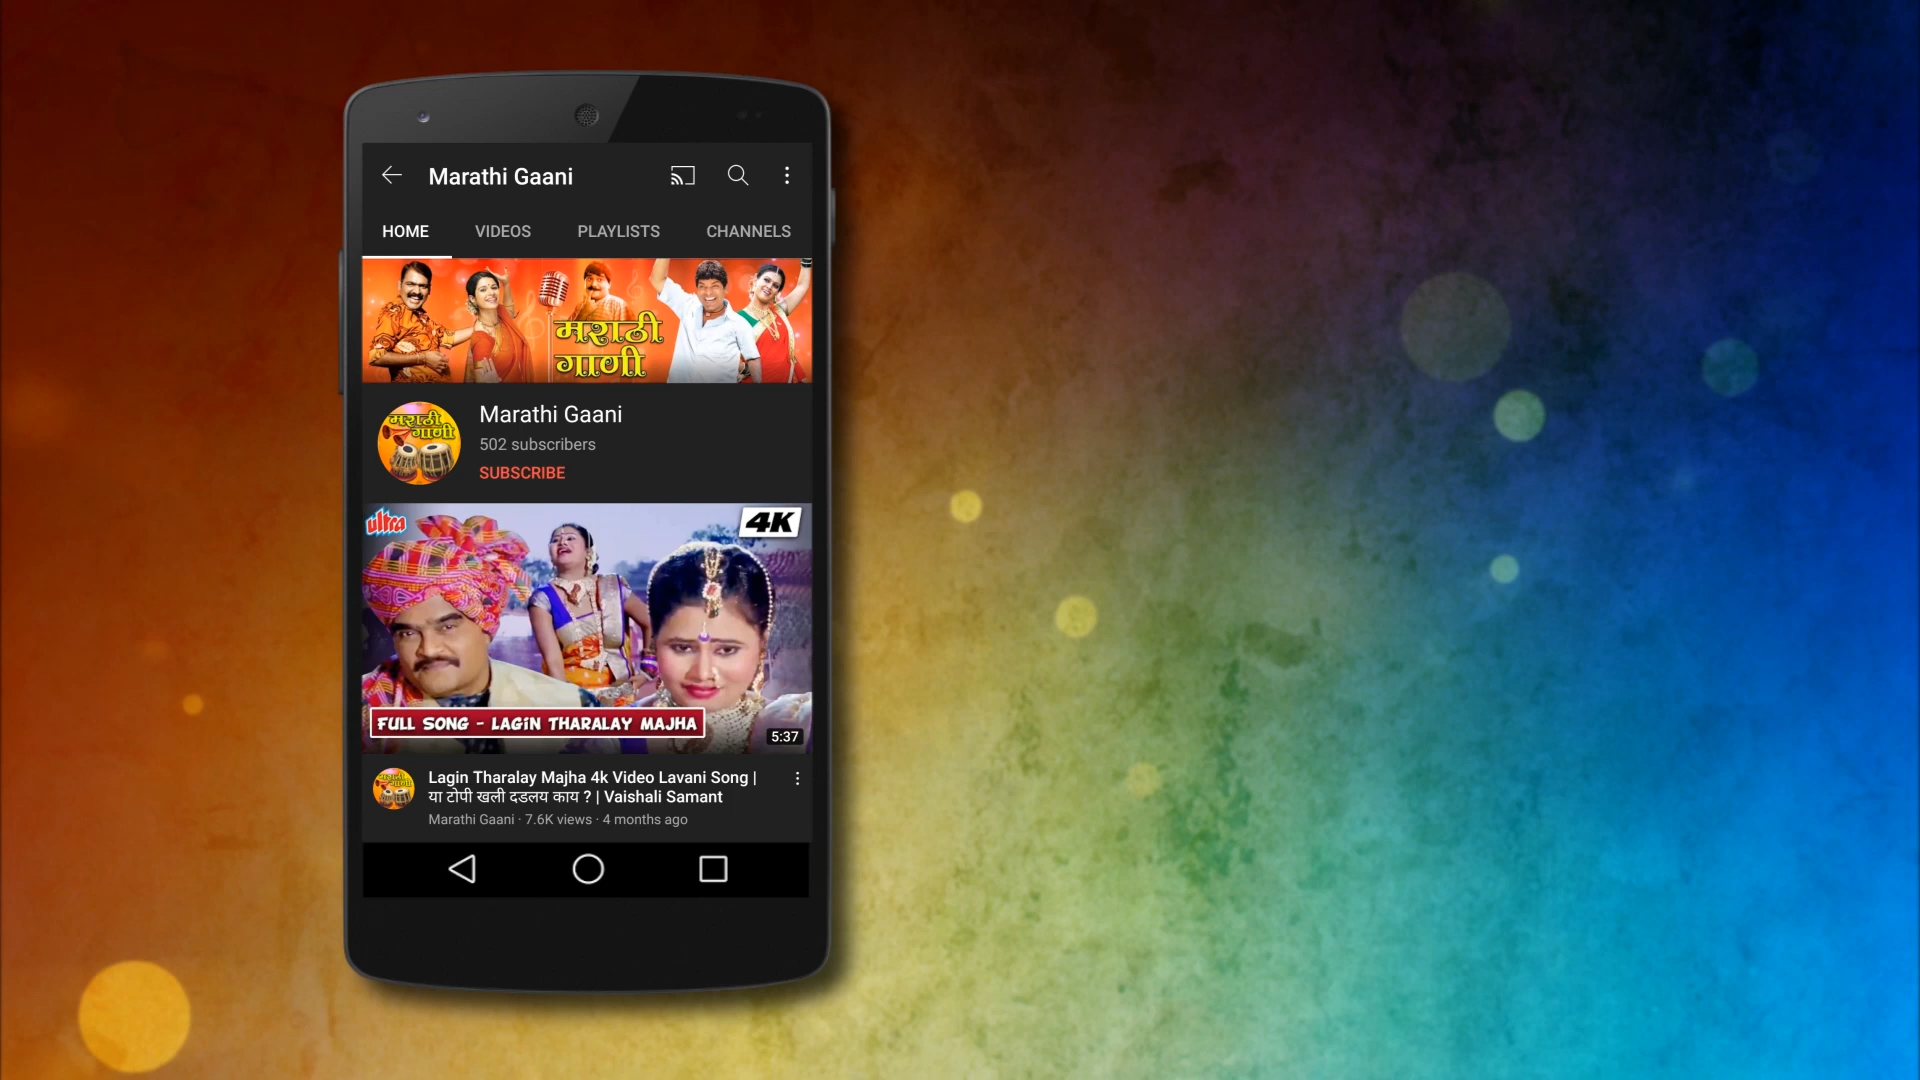 Marathi Gaani
HOME VIDEOS PLAYLISTS CHANNELS
मराठी
गाणी
मराठी
गाणी
Marathi Gaani
502 subscribers
SUBSCRIBE
ultra
4K
FULL SONG - LAGIN THARALAY MAJHA
5:37
Lagin Tharalay Majha 4k Video Lavani Song |
या टोपी खली दडलय काय ? | Vaishali Samant
Marathi Gaani · 7.6K views · 4 months ago